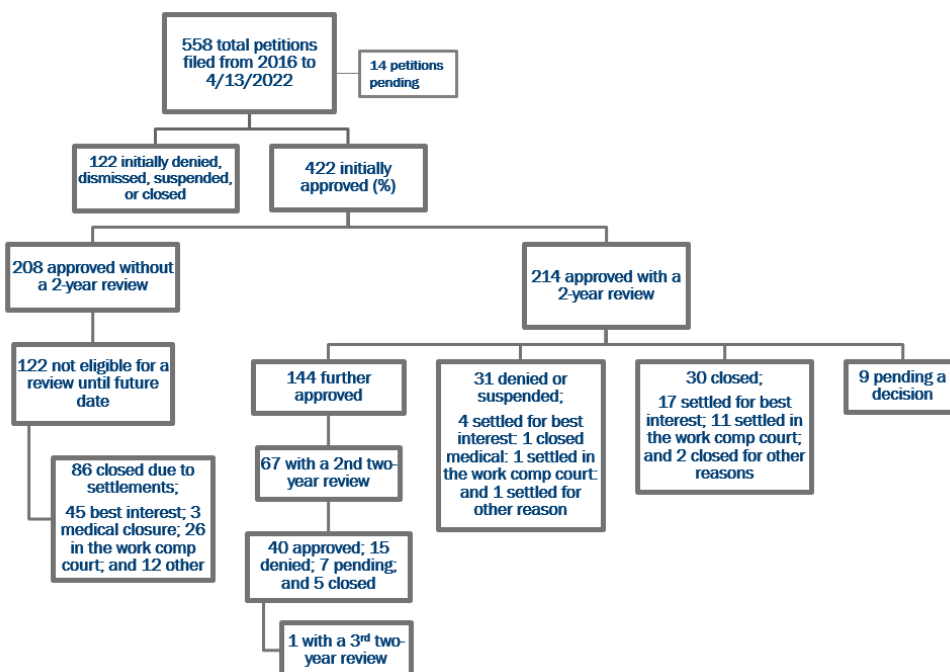 558 total petitions
filed from 2016 to
4/13/2022
14 petitions
pending
122 initially denied,
dismissed, suspended,
or closed
422 initially
approved (%)
208 approved without
a 2-year review
214 approved with a
2-year review
122 not eligible for a
review until future
date
144 further
approved
31 denied or
suspended;
4 settled for best
interest: 1 closed
medical: 1 settled in
the work comp court:
and 1 settled for
other reason
30 closed;
17 settled for best
interest; 11 settled in
the work comp court;
and 2 closed for other
reasons
9 pending a
decision
86 closed due to
settlements;
45 best interest; 3
medical closure; 26
in the work comp
court; and 12 other
67 with a 2nd two-
year review
40 approved; 15
denied; 7 pending;
and 5 closed
1 with a 3rd two-
year review